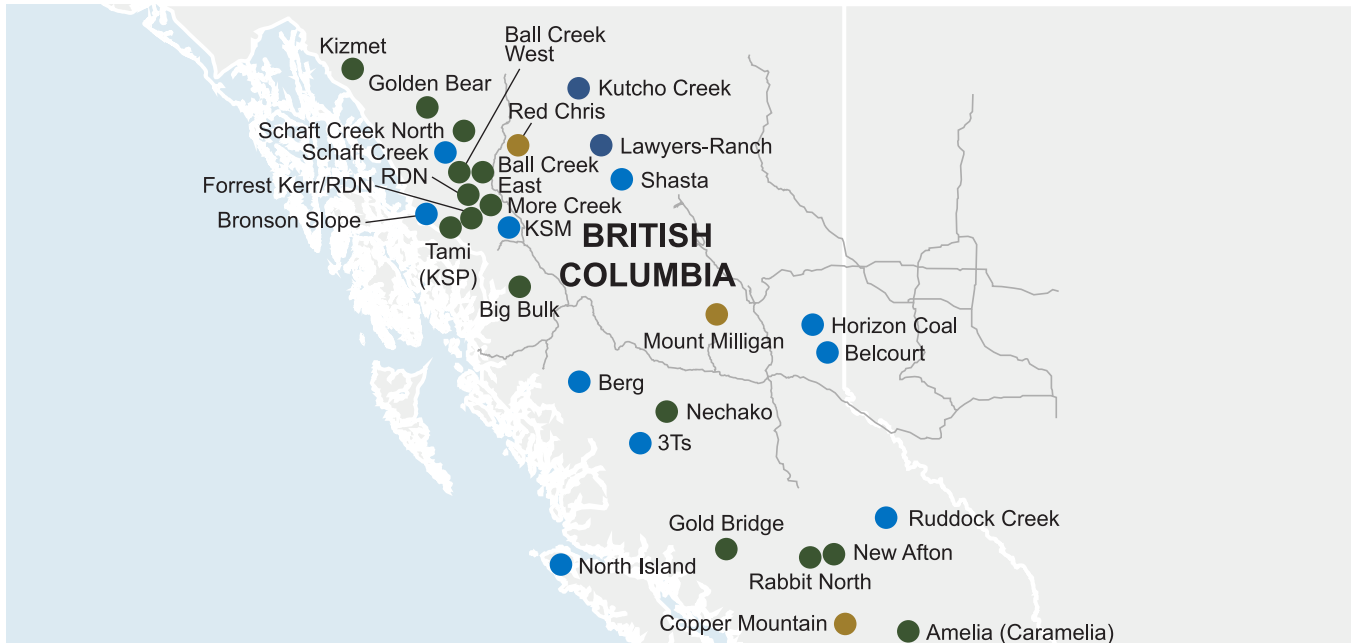 Ball Creek
West
Kizmet
Golden Bear
Kutcho Creek
Red Chris
Schaft Creek North
Lawyers-Ranch
Schaft Creek
Ball Creek
East
RDN
Shasta
Forrest Kerr/RDN
More Creek
Bronson Slope
KSM
BRITISH
COLUMBIA
Tami
(KSP)
Big Bulk
Mount Milligan
Horizon Coal
Belcourt
Berg
Nechako
3Ts
Ruddock Creek
Gold Bridge
New Afton
North Island
Rabbit North
Copper Mountain
Amelia (Caramelia)